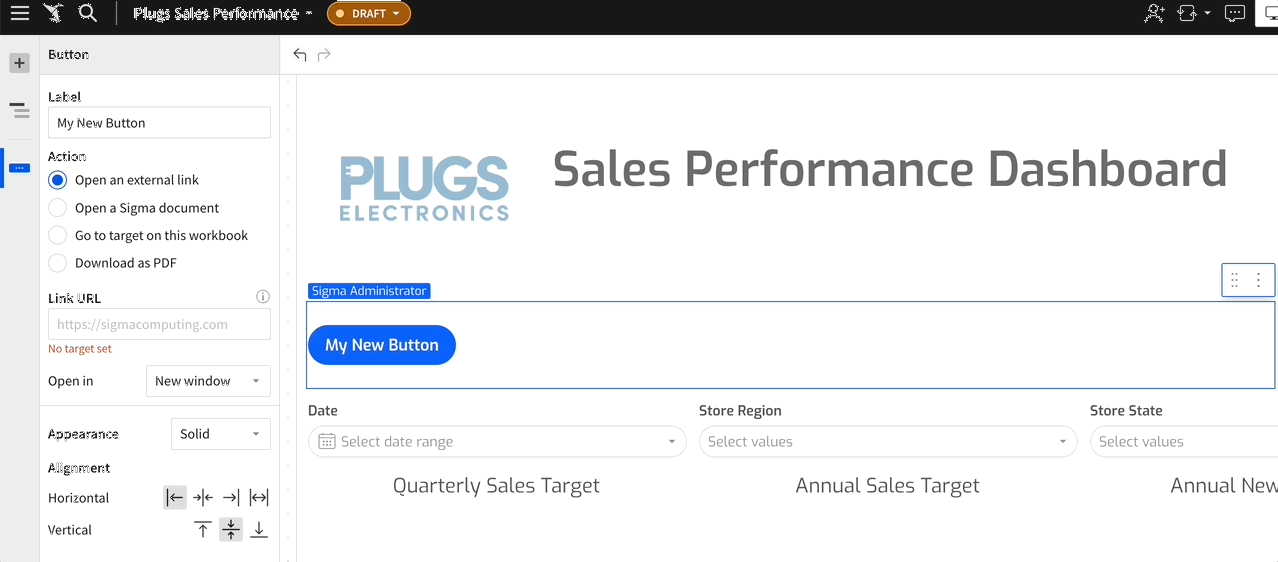 Plugs Sales Performance
DRAFT
Button
Label
My New Button
Action
Open an external link
Open a Sigma document
Go to target on this workbook
Download as PDF
Link URL
https://sigmacomputing.com
No target set
Open in
New window
Appearance
Solid
Alignment
Horizontal
Vertical
PLUGS
ELECTRONICS
Sales Performance Dashboard
Sigma Administrator
My New Button
Date
Store Region
Store State
Select date range
Select values
Select values
Quarterly Sales Target
Annual Sales Target
Annual New